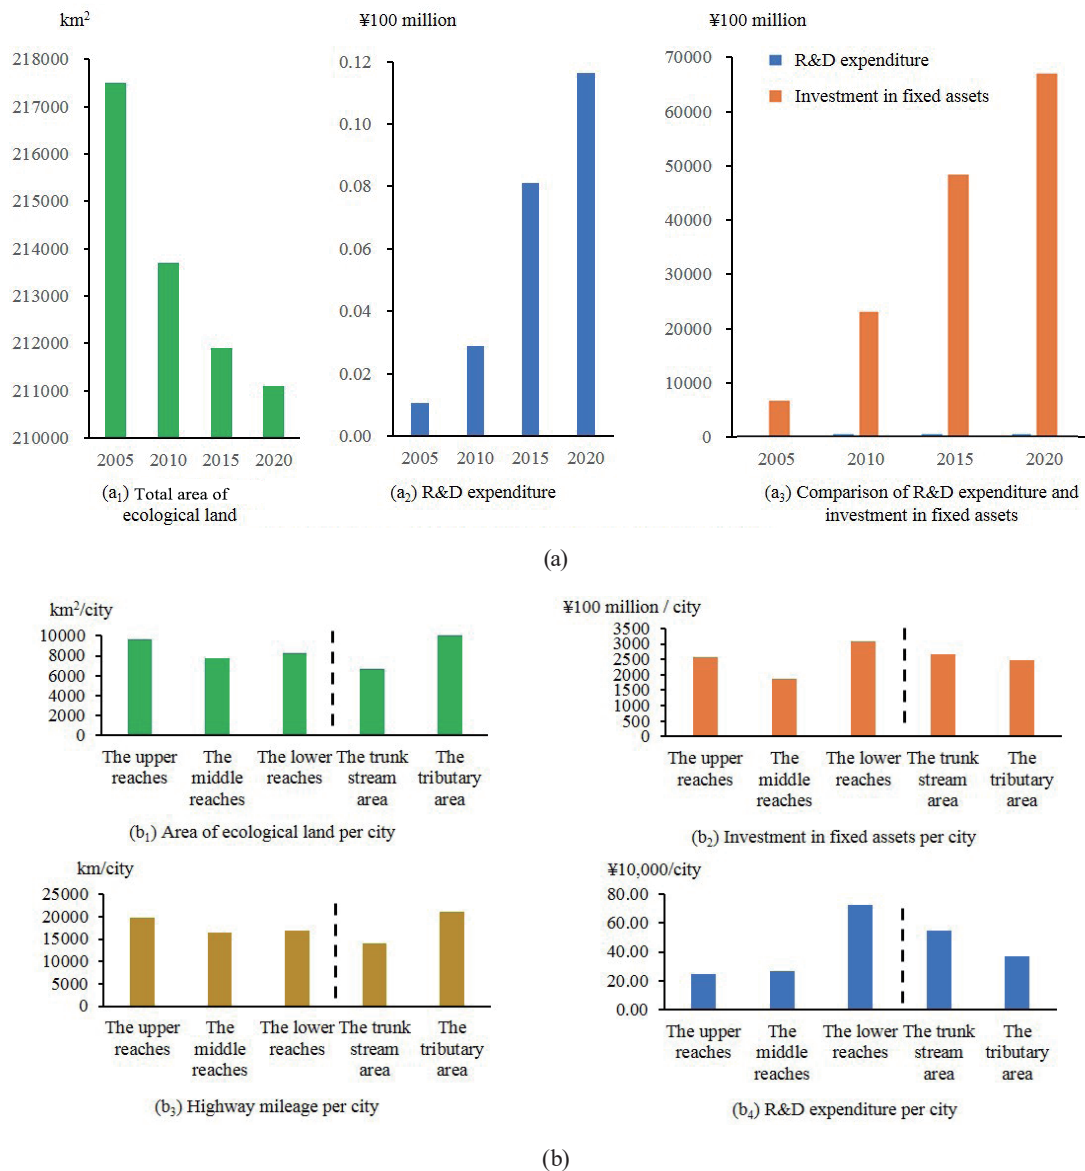 km²
218000
217000
216000
215000
214000
213000
212000
211000
210000
2005 2010 2015 2020
(a₁) Total area of
ecological land
¥100 million
0.12
0.10
0.08
0.06
0.04
0.02
0.00
2005 2010 2015 2020
(a₂) R&D expenditure
¥100 million
70000
60000
50000
40000
30000
20000
10000
0
R&D expenditure
Investment in fixed assets
2005 2010 2015 2020
(a₃) Comparison of R&D expenditure and
investment in fixed assets
(a)
km²/city
10000
8000
6000
4000
2000
0
The upper
reaches
The
middle
reaches
The lower
reaches
The trunk
stream
area
The
tributary
area
(b₁) Area of ecological land per city
¥100 million / city
3500
3000
2500
2000
1500
1000
500
0
The upper
reaches
The
middle
reaches
The lower
reaches
The trunk
stream
area
The
tributary
area
(b₂) Investment in fixed assets per city
km/city
25000
20000
15000
10000
5000
0
The upper
reaches
The
middle
reaches
The lower
reaches
The trunk
stream
area
The
tributary
area
(b₃) Highway mileage per city
¥10,000/city
80.00
60.00
40.00
20.00
0.00
The upper
reaches
The
middle
reaches
The lower
reaches
The trunk
stream
area
The
tributary
area
(b₄) R&D expenditure per city
(b)